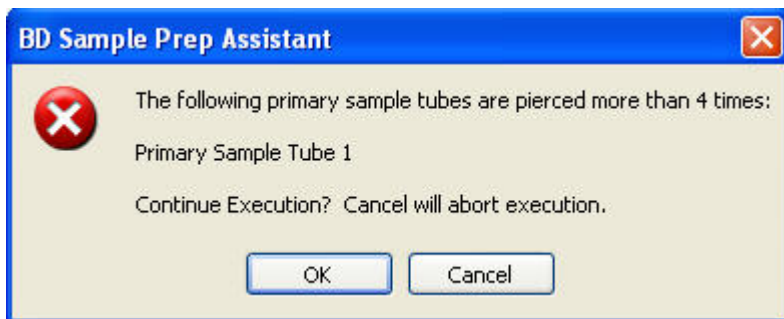 BD Sample Prep Assistant
The following primary sample tubes are pierced more than 4 times:
Primary Sample Tube 1
Continue Execution?  Cancel will abort execution.
OK
Cancel